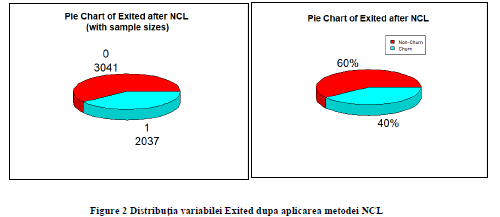 Pie Chart of Exited after NCL
(with sample sizes)
0
3041
1
2037
Pie Chart of Exited after NCL
Non-Churn
Churn
60%
40%
Figure 2 Distribuția variabilei Exited dupa aplicarea metodei NCL